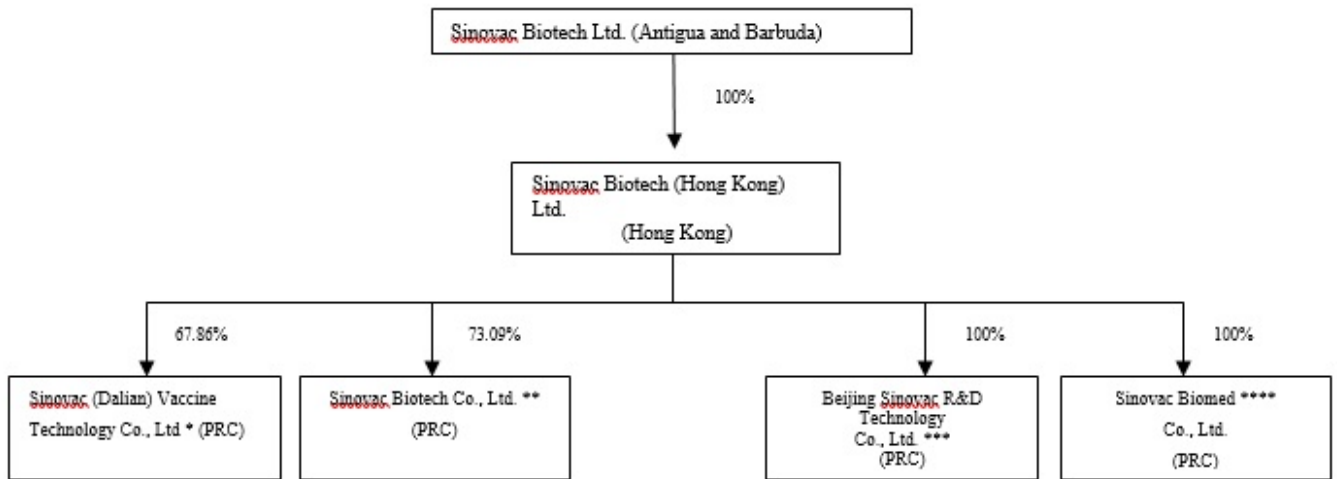 Sinovac Biotech Ltd. (Antigua and Barbuda)
100%
Sinovac Biotech (Hong Kong)
Ltd.
(Hong Kong)
67.86%
73.09%
100%
100%
Sinovac (Dalian) Vaccine
Technology Co., Ltd * (PRC)
Sinovac Biotech Co., Ltd. **
(PRC)
Beijing Sinovac R&D
Technology
Co., Ltd. ***
(PRC)
Sinovac Biomed ****
Co., Ltd.
(PRC)